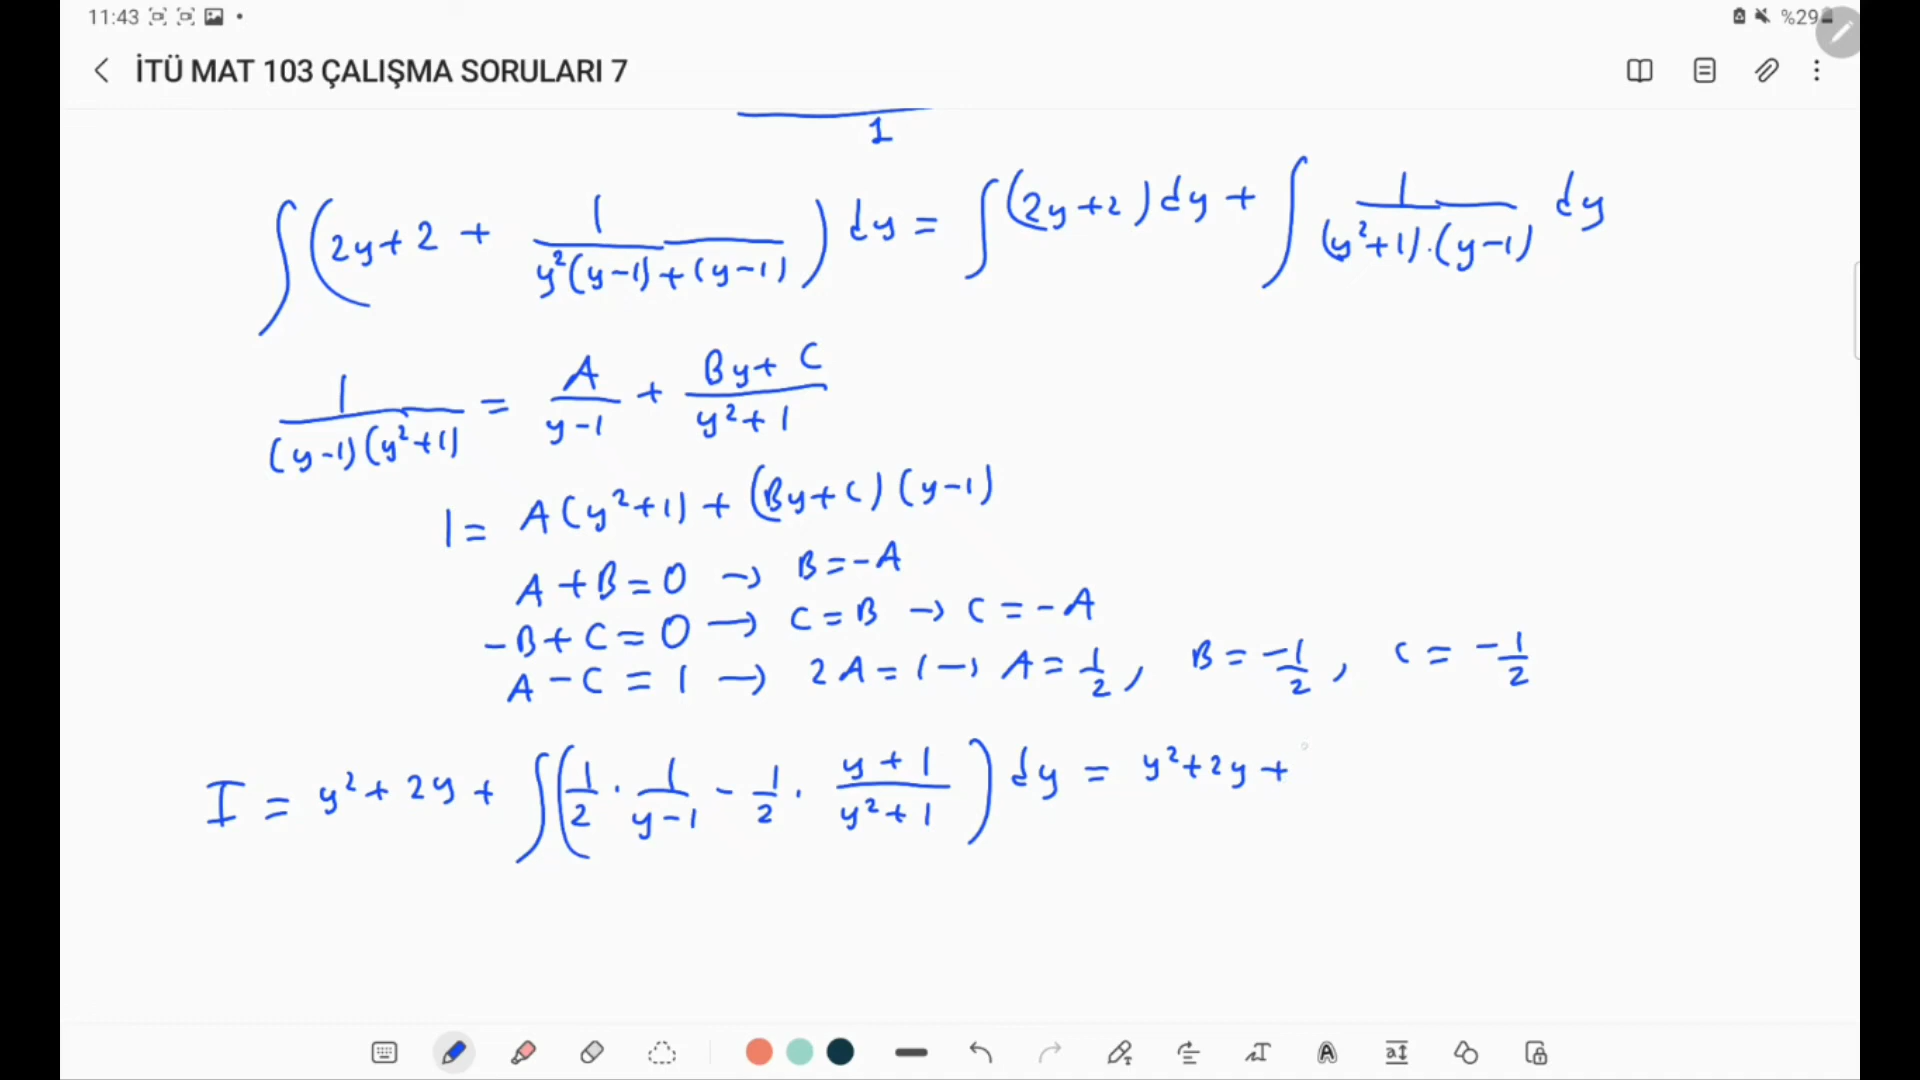 11:43 %29
İTÜ MAT 103 ÇALIŞMA SORULARI 7
1
∫(2y+2 + 1/(y²(y-1)+(y-1))) dy = ∫(2y+2)dy + ∫ 1/((y²+1).(y-1)) dy
1/((y-1)(y²+1)) = A/(y-1) + (By+C)/(y²+1)
1= A(y²+1) + (By+C)(y-1)
A+B=0 → B=-A
-B+C=0 → C=B → C=-A
A-C=1 → 2A=1 → A=1/2, B=-1/2, C=-1/2
I = y²+2y+ ∫(1/2 · 1/(y-1) - 1/2 · (y+1)/(y²+1)) dy = y²+2y+